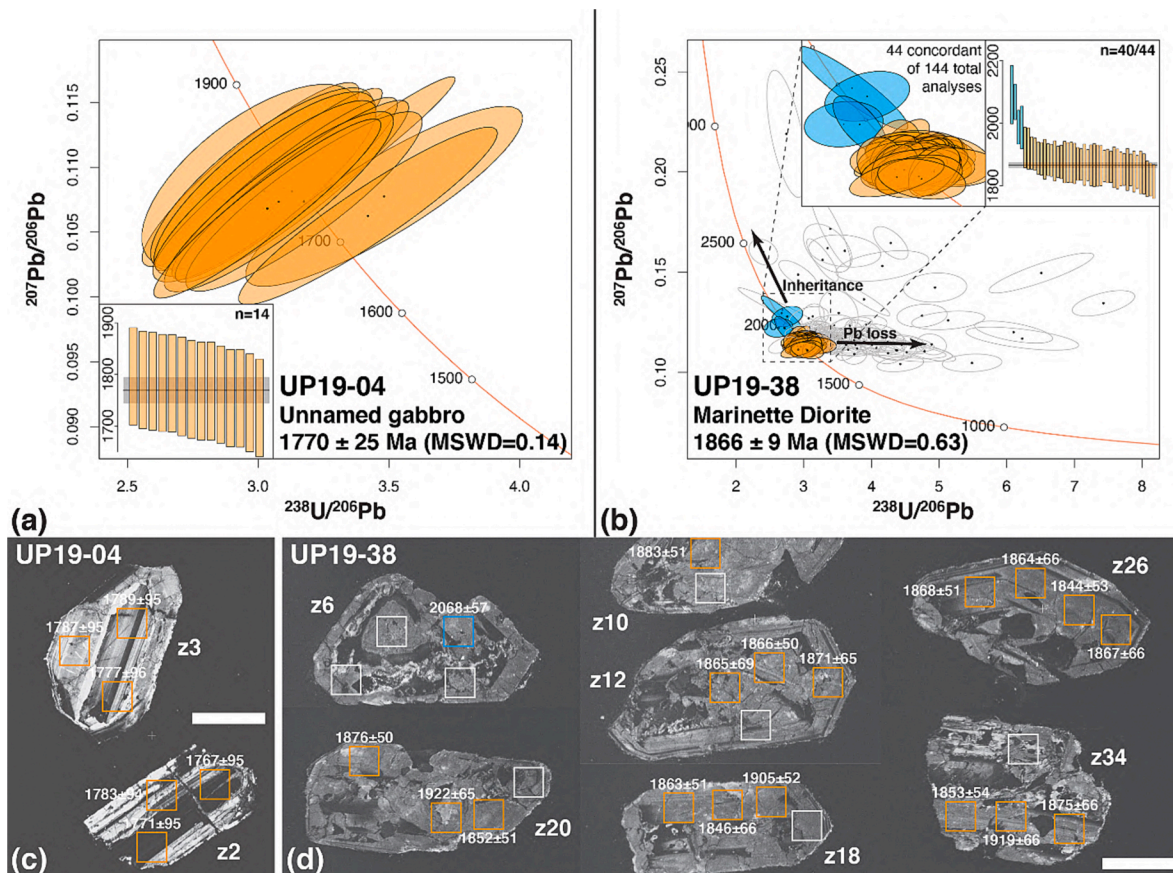 1900
1700
1600
1500
0.115
0.110
0.105
0.100
0.095
0.090
207Pb/206Pb
n=14
1900
1800
1700
UP19-04
Unnamed gabbro
1770 ± 25 Ma (MSWD=0.14)
2.5
3.0
3.5
4.0
238U/206Pb
(a)
44 concordant
of 144 total
analyses
n=40/44
2200
2000
1800
0.25
0.20
0.15
0.10
207Pb/206Pb
2500
2000
Inheritance
Pb loss
1500
1000
UP19-38
Marinette Diorite
1866 ± 9 Ma (MSWD=0.63)
2
3
4
5
6
7
8
238U/206Pb
(b)
UP19-04
1789±95
1787±95
1777±96
z3
1767±95
1783±94
1771±95
z2
(c)
UP19-38
z6
2068±57
1876±50
1922±65
1852±51
z20
(d)
1883±51
z10
1866±50
1865±69
1871±65
z12
1863±51
1905±52
1846±66
z18
1864±66
1868±51
1844±53
1867±66
z26
z34
1853±54
1875±66
1919±66